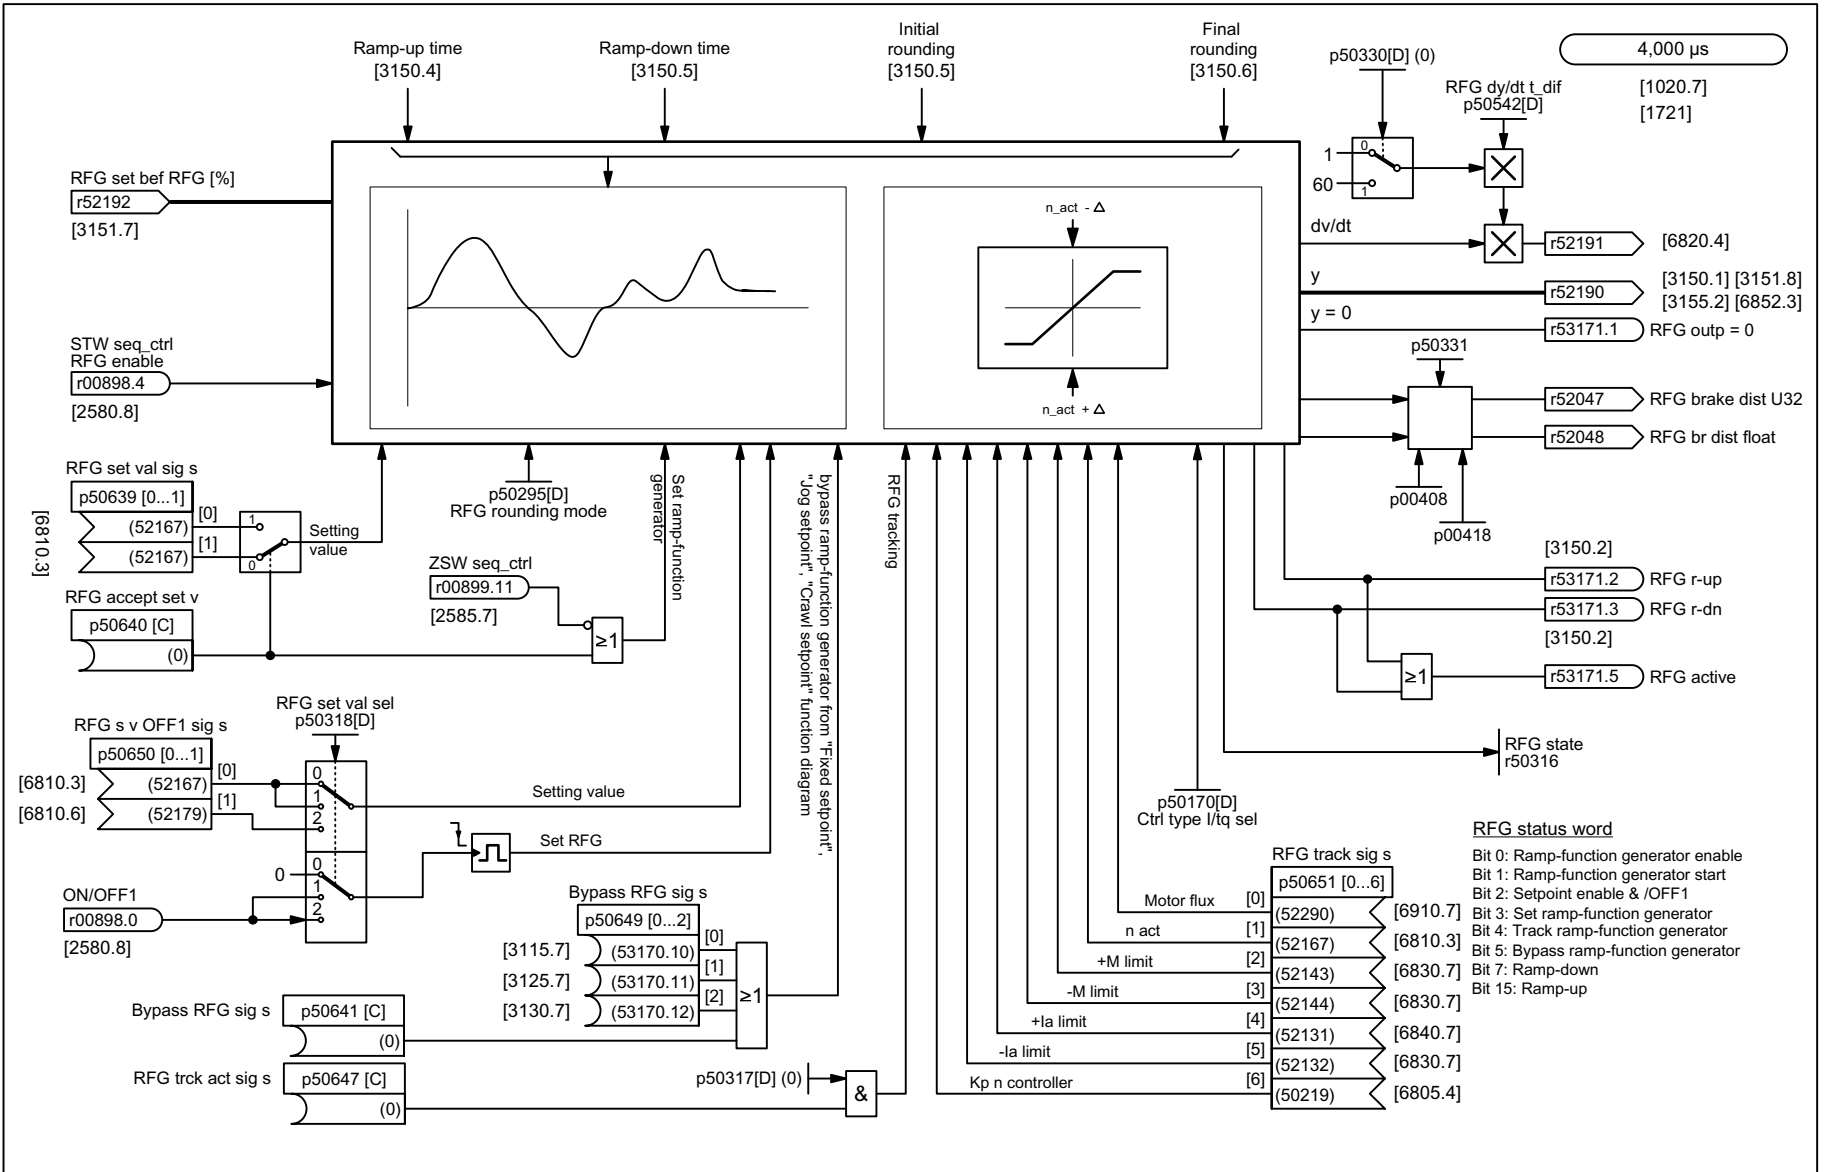 Ramp-up time
[3150.4]
Ramp-down time
[3150.5]
Initial
rounding
[3150.5]
Final
rounding
[3150.6]
p50330[D] (0)
RFG dy/dt t_dif
p50542[D]
4,000 µs
[1020.7]
[1721]
1
0
60
1
RFG set bef RFG [%]
r52192
[3151.7]
n_act - Δ
n_act + Δ
dv/dt
r52191
[6820.4]
y
r52190
[3150.1] [3151.8]
[3155.2] [6852.3]
y = 0
r53171.1
RFG outp = 0
STW seq_ctrl
RFG enable
r00898.4
[2580.8]
p50331
r52047
RFG brake dist U32
r52048
RFG br dist float
p00408
p00418
RFG set val sig s
p50639 [0...1]
(52167)
[0]
(52167)
[1]
[6810.3]
1
0
Setting
value
p50295[D]
RFG rounding mode
Set ramp-function
generator
RFG accept set v
p50640 [C]
(0)
ZSW seq_ctrl
r00899.11
[2585.7]
≥1
bypass ramp-function generator from "Fixed setpoint",
"Jog setpoint", "Crawl setpoint" function diagram
RFG tracking
[3150.2]
r53171.2
RFG r-up
r53171.3
RFG r-dn
[3150.2]
≥1
r53171.5
RFG active
RFG state
r50316
RFG set val sel
p50318[D]
RFG s v OFF1 sig s
p50650 [0...1]
[6810.3]
(52167)
[0]
[6810.6]
(52179)
[1]
0
1
2
Setting value
Set RFG
0
0
1
2
ON/OFF1
r00898.0
[2580.8]
Bypass RFG sig s
p50649 [0...2]
[3115.7]
(53170.10)
[0]
[3125.7]
(53170.11)
[1]
[3130.7]
(53170.12)
[2]
≥1
Bypass RFG sig s
p50641 [C]
(0)
RFG trck act sig s
p50647 [C]
(0)
p50317[D] (0)
&
p50170[D]
Ctrl type I/tq sel
RFG track sig s
p50651 [0...6]
Motor flux
[0]
(52290)
[6910.7]
n act
[1]
(52167)
[6810.3]
+M limit
[2]
(52143)
[6830.7]
-M limit
[3]
(52144)
[6830.7]
+Ia limit
[4]
(52131)
[6840.7]
-Ia limit
[5]
(52132)
[6830.7]
Kp n controller
[6]
(50219)
[6805.4]
RFG status word
Bit 0: Ramp-function generator enable
Bit 1: Ramp-function generator start
Bit 2: Setpoint enable & /OFF1
Bit 3: Set ramp-function generator
Bit 4: Track ramp-function generator
Bit 5: Bypass ramp-function generator
Bit 7: Ramp-down
Bit 15: Ramp-up